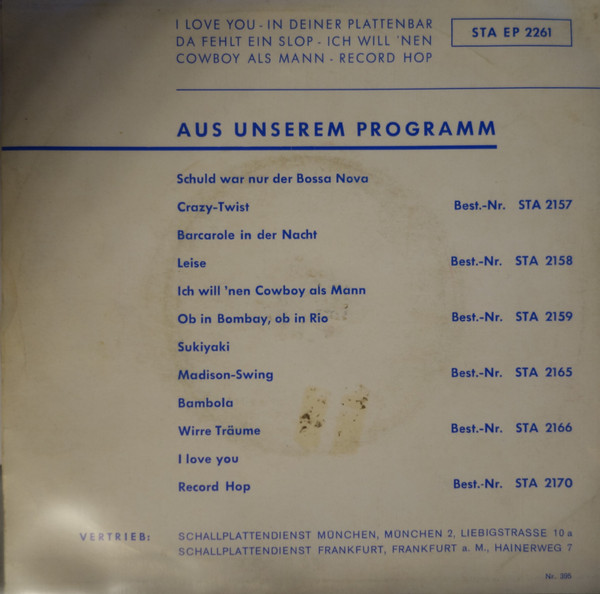 I LOVE YOU - IN DEINER PLATTENBAR
DA FEHLT EIN SLOP - ICH WILL 'NEN
COWBOY ALS MANN - RECORD HOP
STA EP 2261
AUS UNSEREM PROGRAMM
Schuld war nur der Bossa Nova
Crazy-Twist Best.-Nr. STA 2157
Barcarole in der Nacht
Leise Best.-Nr. STA 2158
Ich will 'nen Cowboy als Mann
Ob in Bombay, ob in Rio Best.-Nr. STA 2159
Sukiyaki
Madison-Swing Best.-Nr. STA 2165
Bambola
Wirre Träume Best.-Nr. STA 2166
I love you
Record Hop Best.-Nr. STA 2170
VERTRIEB: SCHALLPLATTENDIENST MÜNCHEN, MÜNCHEN 2, LIEBIGSTRASSE 10 a
SCHALLPLATTENDIENST FRANKFURT, FRANKFURT a. M., HAINERWEG 7
Nr. 395